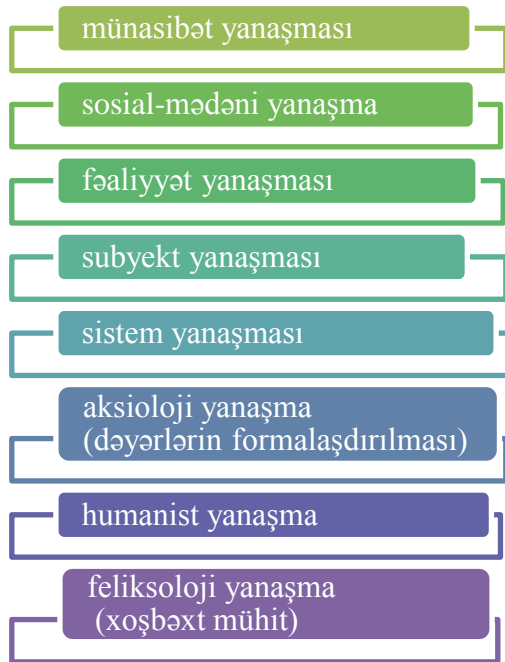 münasibət yanaşması
sosial-mədəni yanaşma
fəaliyyət yanaşması
subyekt yanaşması
sistem yanaşması
aksioloji yanaşma
(dəyərlərin formalaşdırılması)
humanist yanaşma
feliksoloji yanaşma
(xoşbəxt mühit)